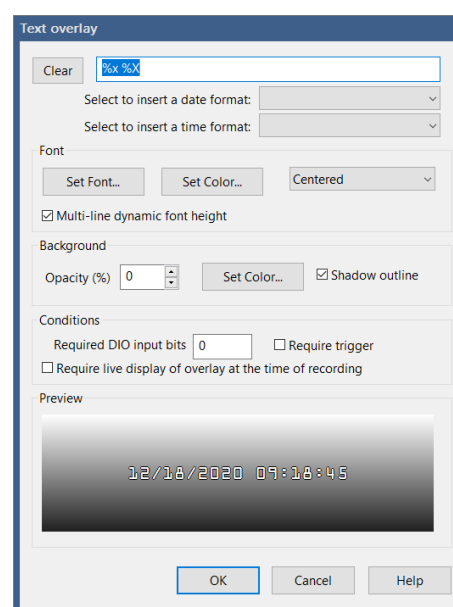 Text overlay
Clear %x %X
Select to insert a date format:
Select to insert a time format:
Font
Set Font... Set Color... Centered
Multi-line dynamic font height
Background
Opacity (%) 0 Set Color... Shadow outline
Conditions
Required DIO input bits 0 Require trigger
Require live display of overlay at the time of recording
Preview
12/18/2020 09:18:45
OK Cancel Help